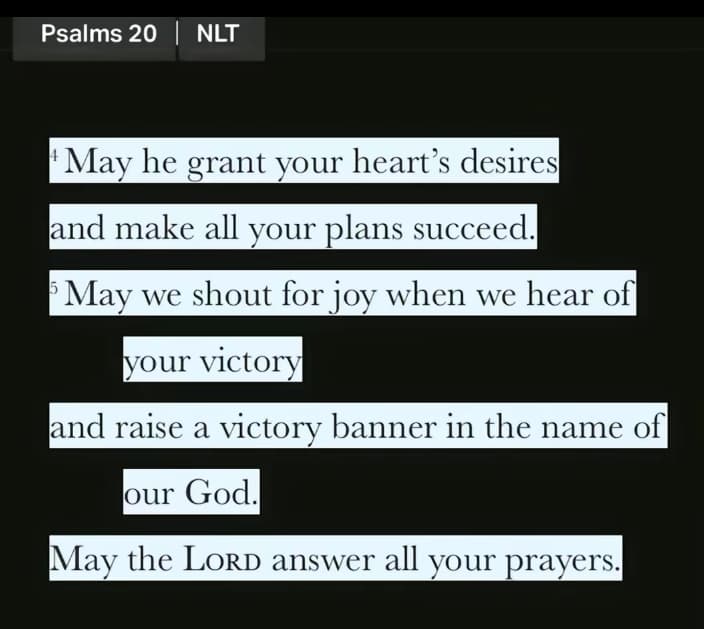 Psalms 20 | NLT
4 May he grant your heart’s desires
and make all your plans succeed.
5 May we shout for joy when we hear of
your victory
and raise a victory banner in the name of
our God.
May the LORD answer all your prayers.